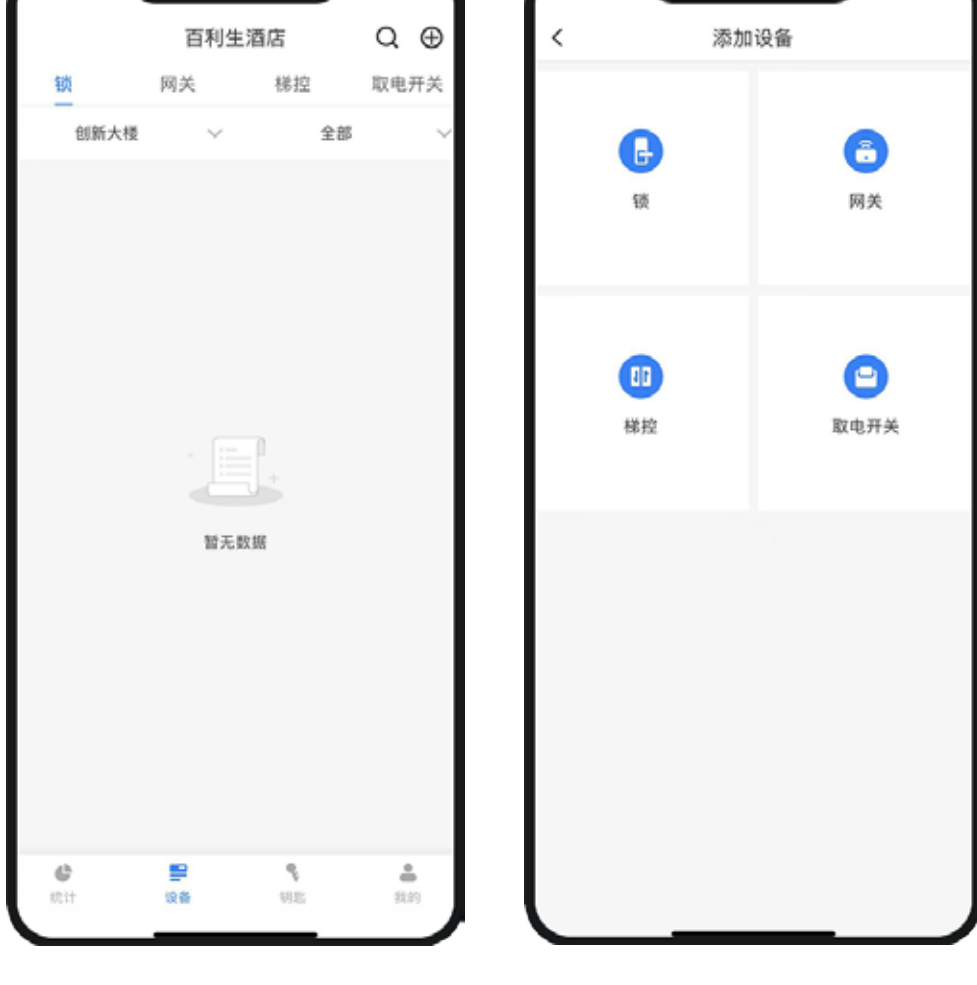 百利生酒店
锁 网关 梯控 取电开关
创新大楼 全部
暂无数据
统计 设备 钥匙 我的
添加设备
锁 网关
梯控 取电开关